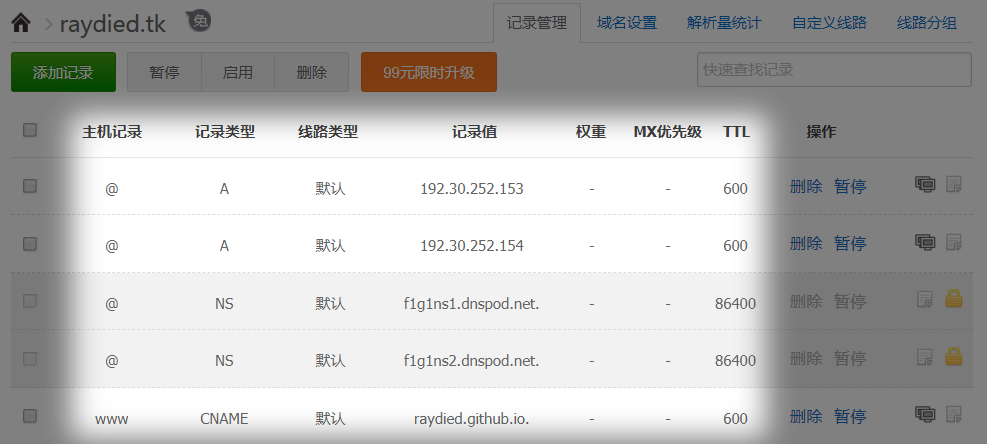 raydied.tk 免 记录管理 域名设置 解析量统计 自定义线路 线路分组
添加记录 暂停 启用 删除 99元限时升级 快速查找记录
主机记录 记录类型 线路类型 记录值 权重 MX优先级 TTL 操作
@ A 默认 192.30.252.153 - - 600 删除 暂停
@ A 默认 192.30.252.154 - - 600 删除 暂停
@ NS 默认 f1g1ns1.dnspod.net. - - 86400 删除 暂停
@ NS 默认 f1g1ns2.dnspod.net. - - 86400 删除 暂停
www CNAME 默认 raydied.github.io. - - 600 删除 暂停